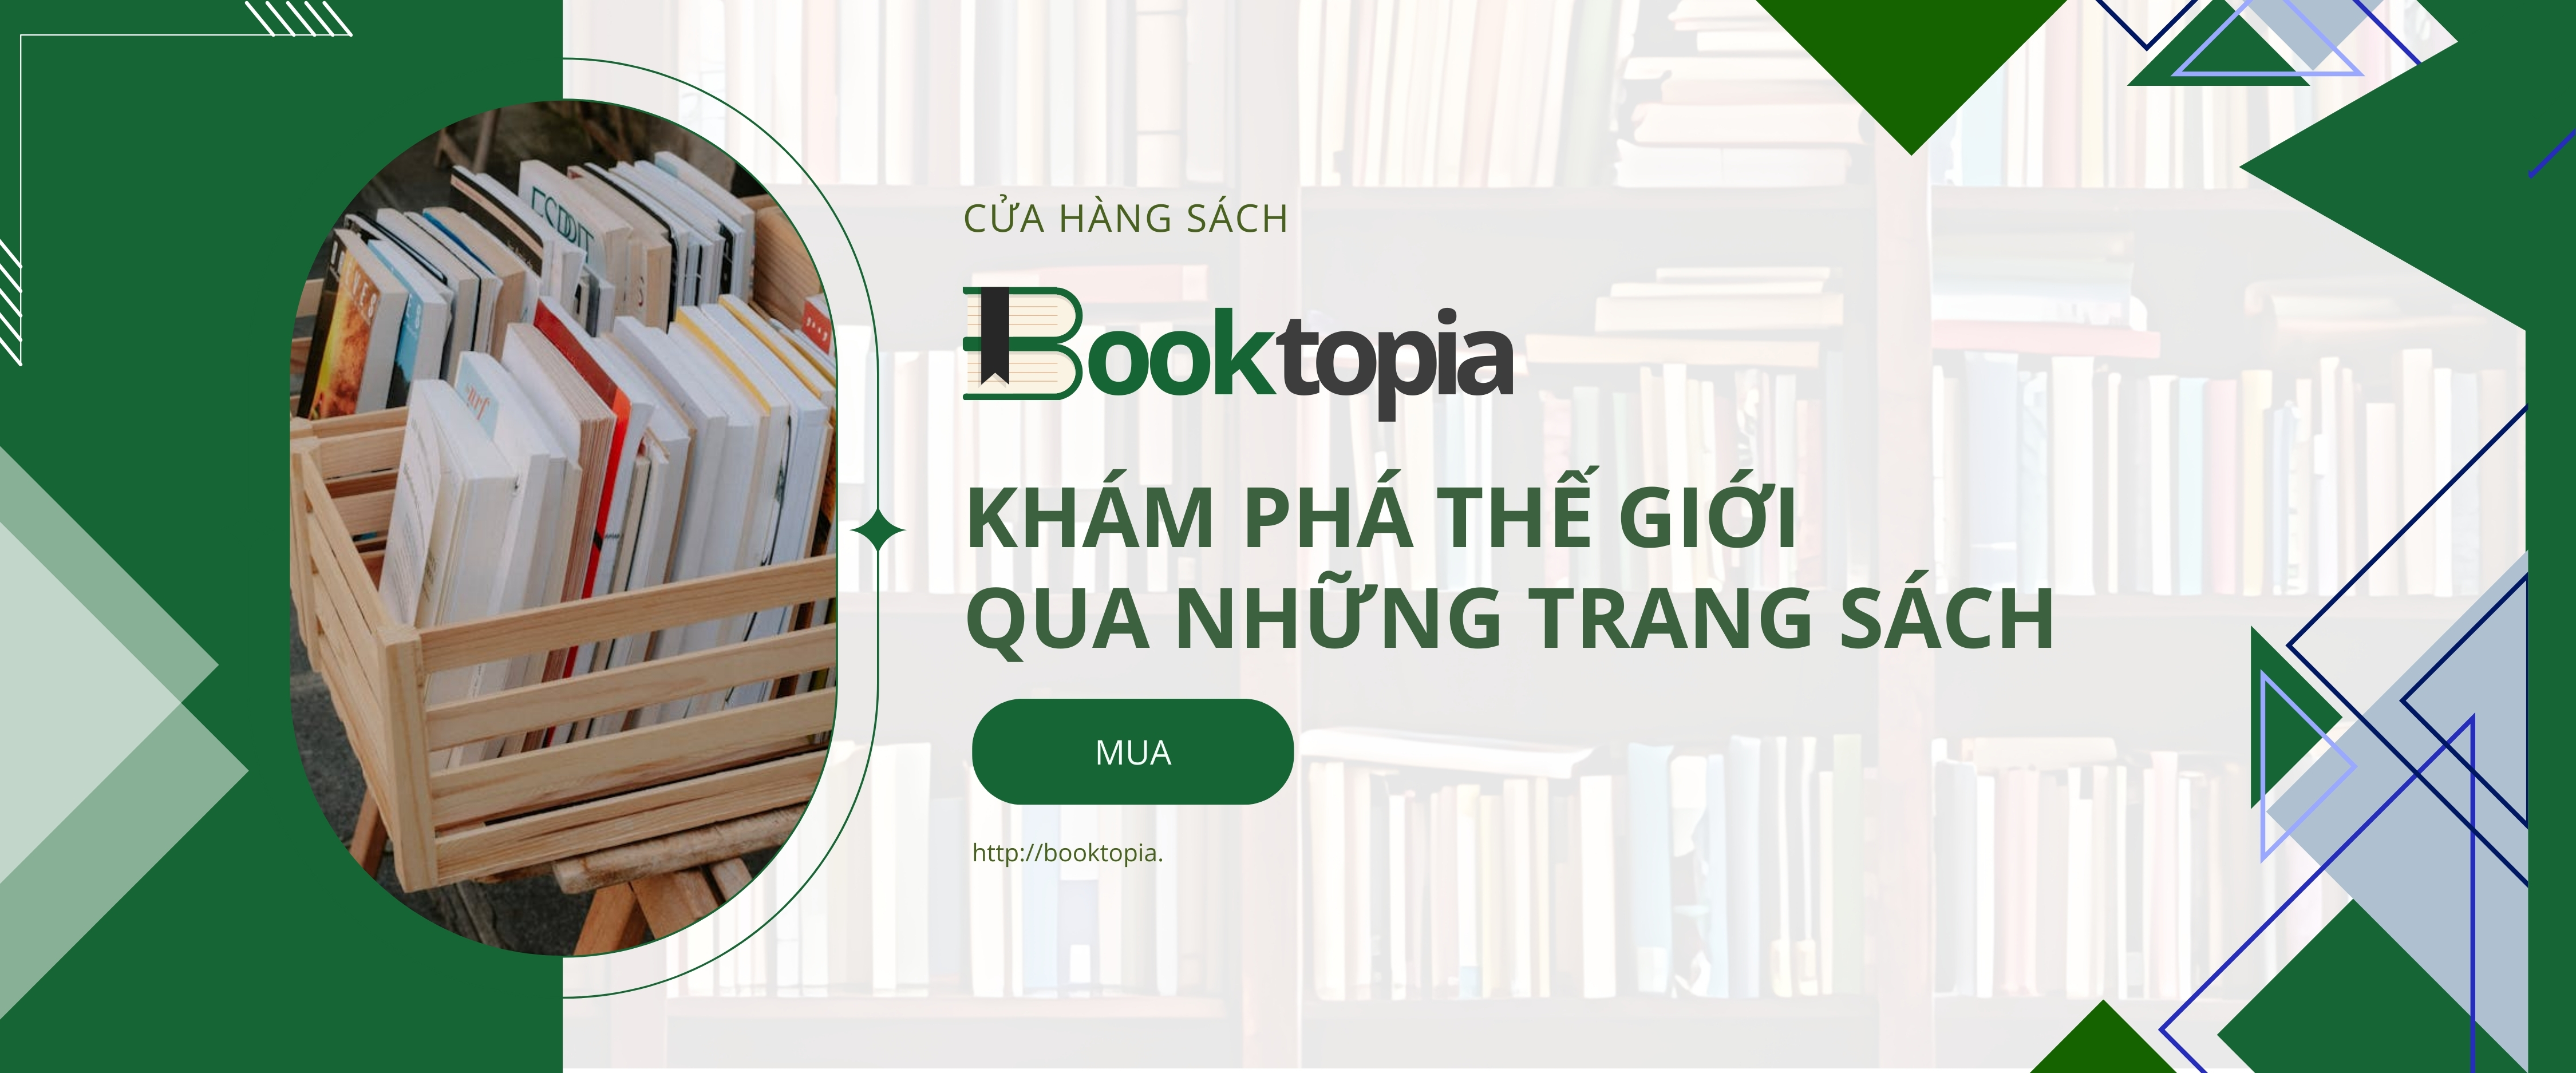 CỬA HÀNG SÁCH
Booktopia
KHÁM PHÁ THẾ GIỚI
QUA NHỮNG TRANG SÁCH
MUA
http://booktopia.